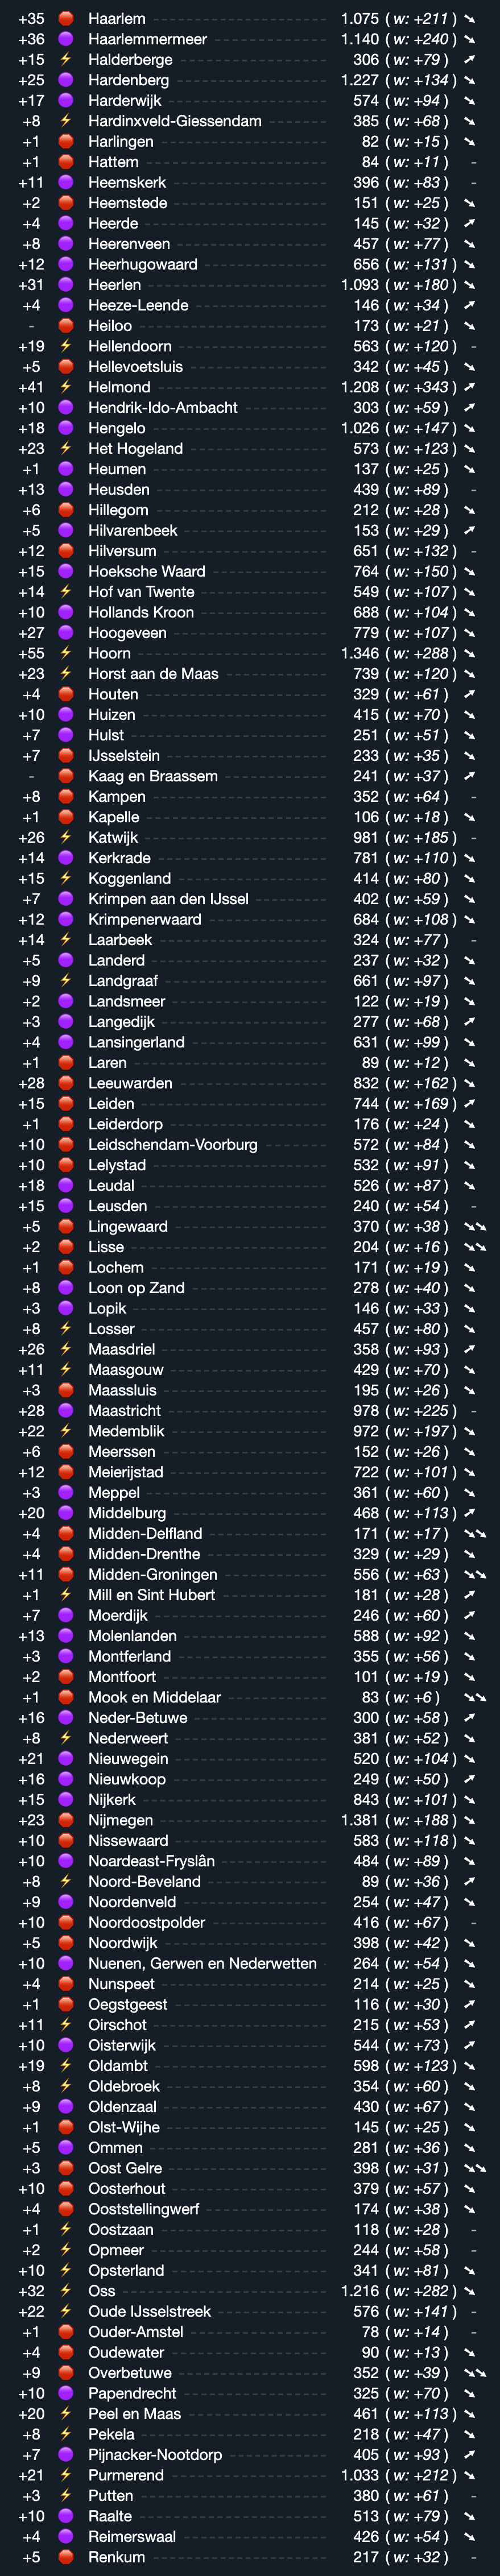 +35 Haarlem 1.075 ( w: +211 )
+36 Haarlemmermeer 1.140 ( w: +240 )
+15 Halderberge 306 ( w: +79 )
+25 Hardenberg 1.227 ( w: +134 )
+17 Harderwijk 574 ( w: +94 )
+8 Hardinxveld-Giessendam 385 ( w: +68 )
+1 Harlingen 82 ( w: +15 )
+1 Hattem 84 ( w: +11 ) -
+11 Heemskerk 396 ( w: +83 ) -
+2 Heemstede 151 ( w: +25 )
+4 Heerde 145 ( w: +32 )
+8 Heerenveen 457 ( w: +77 )
+12 Heerhugowaard 656 ( w: +131 )
+31 Heerlen 1.093 ( w: +180 )
+4 Heeze-Leende 146 ( w: +34 )
- Heiloo 173 ( w: +21 )
+19 Hellendoorn 563 ( w: +120 ) -
+5 Hellevoetsluis 342 ( w: +45 )
+41 Helmond 1.208 ( w: +343 )
+10 Hendrik-Ido-Ambacht 303 ( w: +59 )
+18 Hengelo 1.026 ( w: +147 )
+23 Het Hogeland 573 ( w: +123 )
+1 Heumen 137 ( w: +25 )
+13 Heusden 439 ( w: +89 ) -
+6 Hillegom 212 ( w: +28 )
+5 Hilvarenbeek 153 ( w: +29 )
+12 Hilversum 651 ( w: +132 ) -
+15 Hoeksche Waard 764 ( w: +150 )
+14 Hof van Twente 549 ( w: +107 )
+10 Hollands Kroon 688 ( w: +104 )
+27 Hoogeveen 779 ( w: +107 )
+55 Hoorn 1.346 ( w: +288 )
+23 Horst aan de Maas 739 ( w: +120 )
+4 Houten 329 ( w: +61 )
+10 Huizen 415 ( w: +70 )
+7 Hulst 251 ( w: +51 )
+7 IJsselstein 233 ( w: +35 )
- Kaag en Braassem 241 ( w: +37 )
+8 Kampen 352 ( w: +64 ) -
+1 Kapelle 106 ( w: +18 )
+26 Katwijk 981 ( w: +185 ) -
+14 Kerkrade 781 ( w: +110 )
+15 Koggenland 414 ( w: +80 )
+7 Krimpen aan den IJssel 402 ( w: +59 )
+12 Krimpenerwaard 684 ( w: +108 )
+14 Laarbeek 324 ( w: +77 ) -
+5 Landerd 237 ( w: +32 )
+9 Landgraaf 661 ( w: +97 )
+2 Landsmeer 122 ( w: +19 )
+3 Langedijk 277 ( w: +68 )
+4 Lansingerland 631 ( w: +99 )
+1 Laren 89 ( w: +12 )
+28 Leeuwarden 832 ( w: +162 )
+15 Leiden 744 ( w: +169 )
+1 Leiderdorp 176 ( w: +24 )
+10 Leidschendam-Voorburg 572 ( w: +84 )
+10 Lelystad 532 ( w: +91 )
+18 Leudal 526 ( w: +87 )
+15 Leusden 240 ( w: +54 ) -
+5 Lingewaard 370 ( w: +38 )
+2 Lisse 204 ( w: +16 )
+1 Lochem 171 ( w: +19 )
+8 Loon op Zand 278 ( w: +40 )
+3 Lopik 146 ( w: +33 )
+8 Losser 457 ( w: +80 )
+26 Maasdriel 358 ( w: +93 )
+11 Maasgouw 429 ( w: +70 )
+3 Maassluis 195 ( w: +26 )
+28 Maastricht 978 ( w: +225 ) -
+22 Medemblik 972 ( w: +197 )
+6 Meerssen 152 ( w: +26 )
+12 Meierijstad 722 ( w: +101 )
+3 Meppel 361 ( w: +60 )
+20 Middelburg 468 ( w: +113 )
+4 Midden-Delfland 171 ( w: +17 )
+4 Midden-Drenthe 329 ( w: +29 )
+11 Midden-Groningen 556 ( w: +63 )
+1 Mill en Sint Hubert 181 ( w: +28 )
+7 Moerdijk 246 ( w: +60 )
+13 Molenlanden 588 ( w: +92 )
+3 Montferland 355 ( w: +56 )
+2 Montfoort 101 ( w: +19 )
+1 Mook en Middelaar 83 ( w: +6 )
+16 Neder-Betuwe 300 ( w: +58 )
+8 Nederweert 381 ( w: +52 )
+21 Nieuwegein 520 ( w: +104 )
+16 Nieuwkoop 249 ( w: +50 )
+15 Nijkerk 843 ( w: +101 )
+23 Nijmegen 1.381 ( w: +188 )
+10 Nissewaard 583 ( w: +118 )
+10 Noardeast-Fryslân 484 ( w: +89 )
+8 Noord-Beveland 89 ( w: +36 )
+9 Noordenveld 254 ( w: +47 )
+10 Noordoostpolder 416 ( w: +67 ) -
+5 Noordwijk 398 ( w: +42 )
+10 Nuenen, Gerwen en Nederwetten 264 ( w: +54 )
+4 Nunspeet 214 ( w: +25 )
+1 Oegstgeest 116 ( w: +30 )
+11 Oirschot 215 ( w: +53 )
+10 Oisterwijk 544 ( w: +73 )
+19 Oldambt 598 ( w: +123 )
+8 Oldebroek 354 ( w: +60 )
+9 Oldenzaal 430 ( w: +67 )
+1 Olst-Wijhe 145 ( w: +25 )
+5 Ommen 281 ( w: +36 )
+3 Oost Gelre 398 ( w: +31 )
+10 Oosterhout 379 ( w: +57 )
+4 Ooststellingwerf 174 ( w: +38 )
+1 Oostzaan 118 ( w: +28 ) -
+2 Opmeer 244 ( w: +58 ) -
+10 Opsterland 341 ( w: +81 )
+32 Oss 1.216 ( w: +282 )
+22 Oude IJsselstreek 576 ( w: +141 ) -
+1 Ouder-Amstel 78 ( w: +14 ) -
+4 Oudewater 90 ( w: +13 )
+9 Overbetuwe 352 ( w: +39 )
+10 Papendrecht 325 ( w: +70 )
+20 Peel en Maas 461 ( w: +113 )
+8 Pekela 218 ( w: +47 )
+7 Pijnacker-Nootdorp 405 ( w: +93 )
+21 Purmerend 1.033 ( w: +212 )
+3 Putten 380 ( w: +61 ) -
+10 Raalte 513 ( w: +79 )
+4 Reimerswaal 426 ( w: +54 )
+5 Renkum 217 ( w: +32 ) -